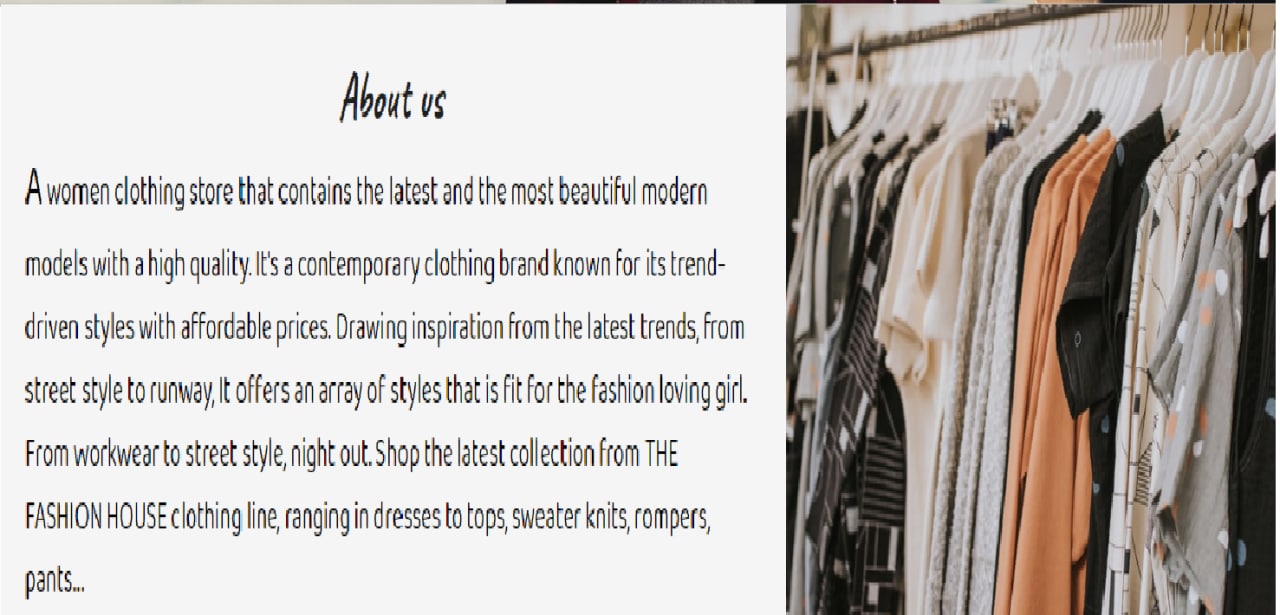 About us
A women clothing store that contains the latest and the most beautiful modern
models with a high quality. It's a contemporary clothing brand known for its trend-
driven styles with affordable prices. Drawing inspiration from the latest trends, from
street style to runway, It offers an array of styles that is fit for the fashion loving girl.
From workwear to street style, night out. Shop the latest collection from THE
FASHION HOUSE clothing line, ranging in dresses to tops, sweater knits, rompers,
pants...